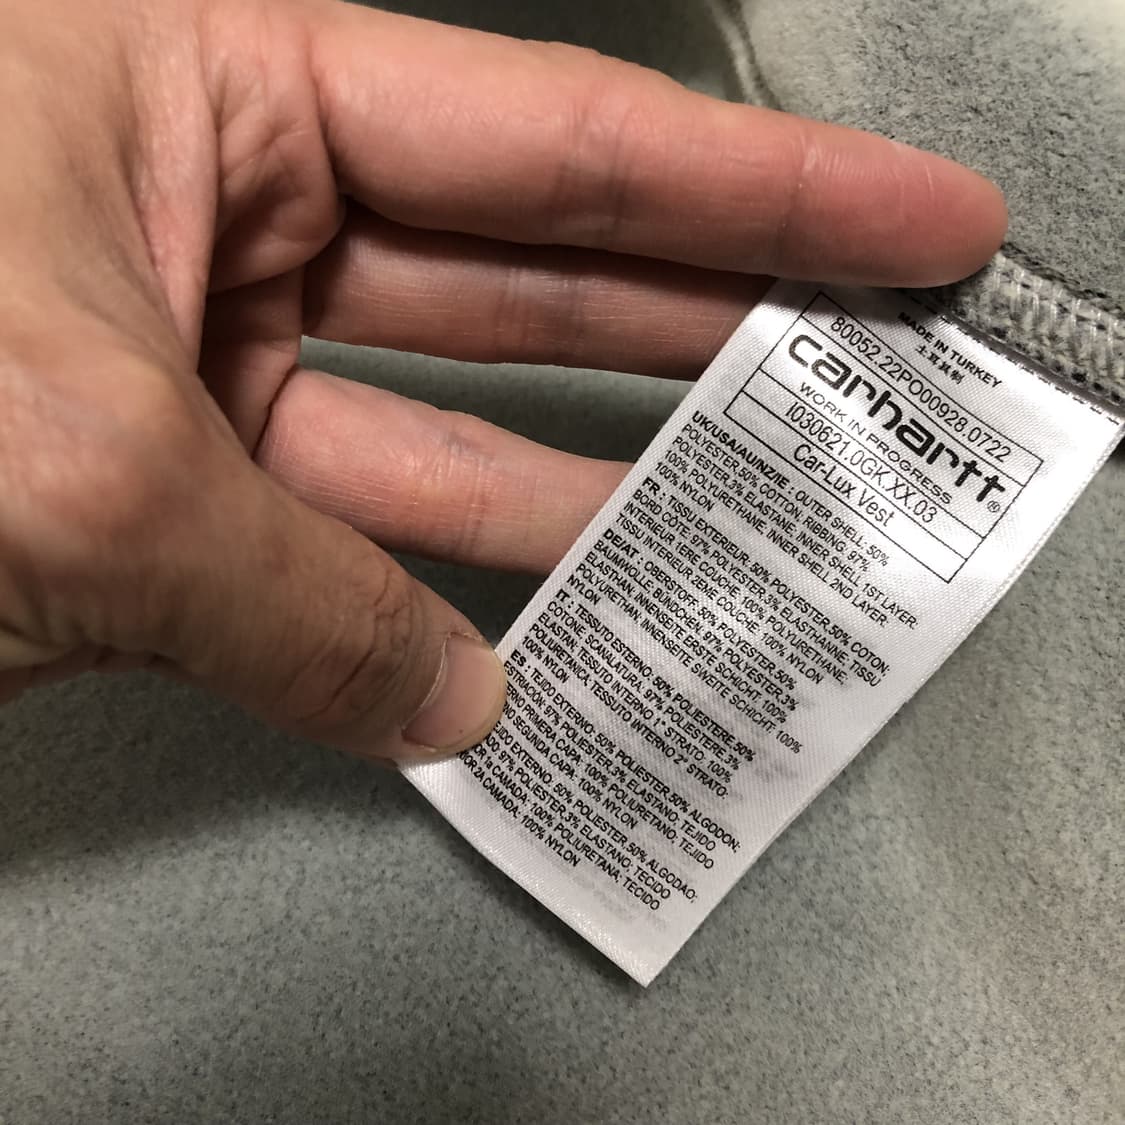 MADE IN TURKEY
土耳其制
80052.22PO00928.0722
carhartt®
WORK IN PROGRESS
I030621.0GK.XX.03
Car-Lux Vest
UK/USA/AU/NZ/IE : OUTER SHELL: 50%
POLYESTER,50% COTTON, RIBBING: 97%
POLYESTER,3% ELASTANE; INNER SHELL 1ST LAYER:
100% POLYURETHANE, INNER SHELL 2ND LAYER:
100% NYLON
FR : TISSU EXTERIEUR: 50% POLYESTER,50% COTON:
BORD CÔTE: 97% POLYESTER,3% ELASTHANNE; TISSU
INTERIEUR 1ERE COUCHE: 100% POLYURETHANE,
TISSU INTERIEUR 2EME COUCHE: 100% NYLON
DE/AT : OBERSTOFF: 50% POLYESTER,50%
BAUMWOLLE: BÜNDCHEN: 97% POLYESTER,3%
ELASTHAN; INNENSEITE ERSTE SCHICHT: 100%
POLYURETHAN; INNENSEITE SWEITE SCHICHT: 100%
NYLON
IT : TESSUTO ESTERNO: 50% POLIESTERE,50%
COTONE: SCANALATURA: 97% POLIESTERE,3%
ELASTAN; TESSUTO INTERNO 1° STRATO: 100%
POLIURETANICA, TESSUTO INTERNO 2° STRATO:
100% NYLON
ES : TEJIDO EXTERNO: 50% POLIESTER,50% ALGODON:
ESTRACIÓN: 97% POLIESTER,3% ELASTANO; TEJIDO
PRIMERA CAPA: 100% POLIURETANO, TEJIDO
SEGUNDA CAPA: 100% NYLON
EXTERNO: 50% POLIESTER,50% ALGODAO;
97% POLIESTER,3% ELASTANO; TECIDO
1a CAMADA: 100% POLIURETANA; TECIDO
2A CAMADA: 100% NYLON